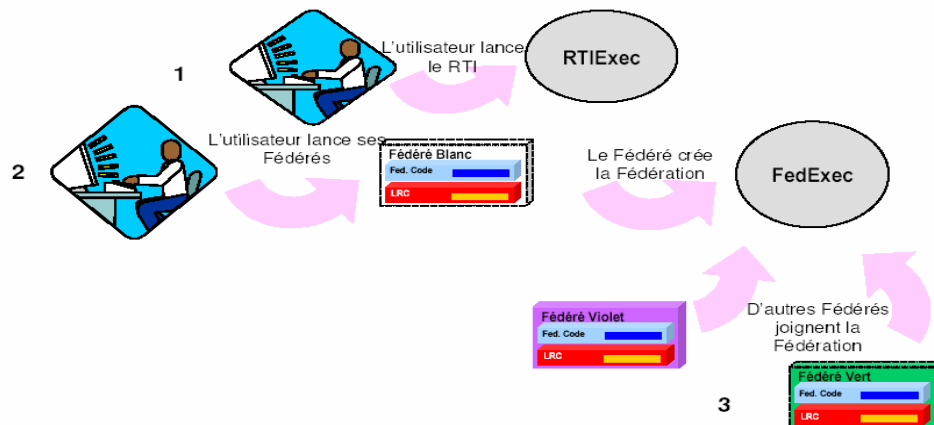 1
L'utilisateur lance
le RTI
RTIExec
2
L'utilisateur lance ses
Fédérés
Fédéré Blanc
Fed. Code
LRC
Le Fédéré crée
la Fédération
FedExec
Fédéré Violet
Fed. Code
LRC
D'autres Fédérés
joignent la
Fédération
3
Fédéré Vert
Fed. Code
LRC